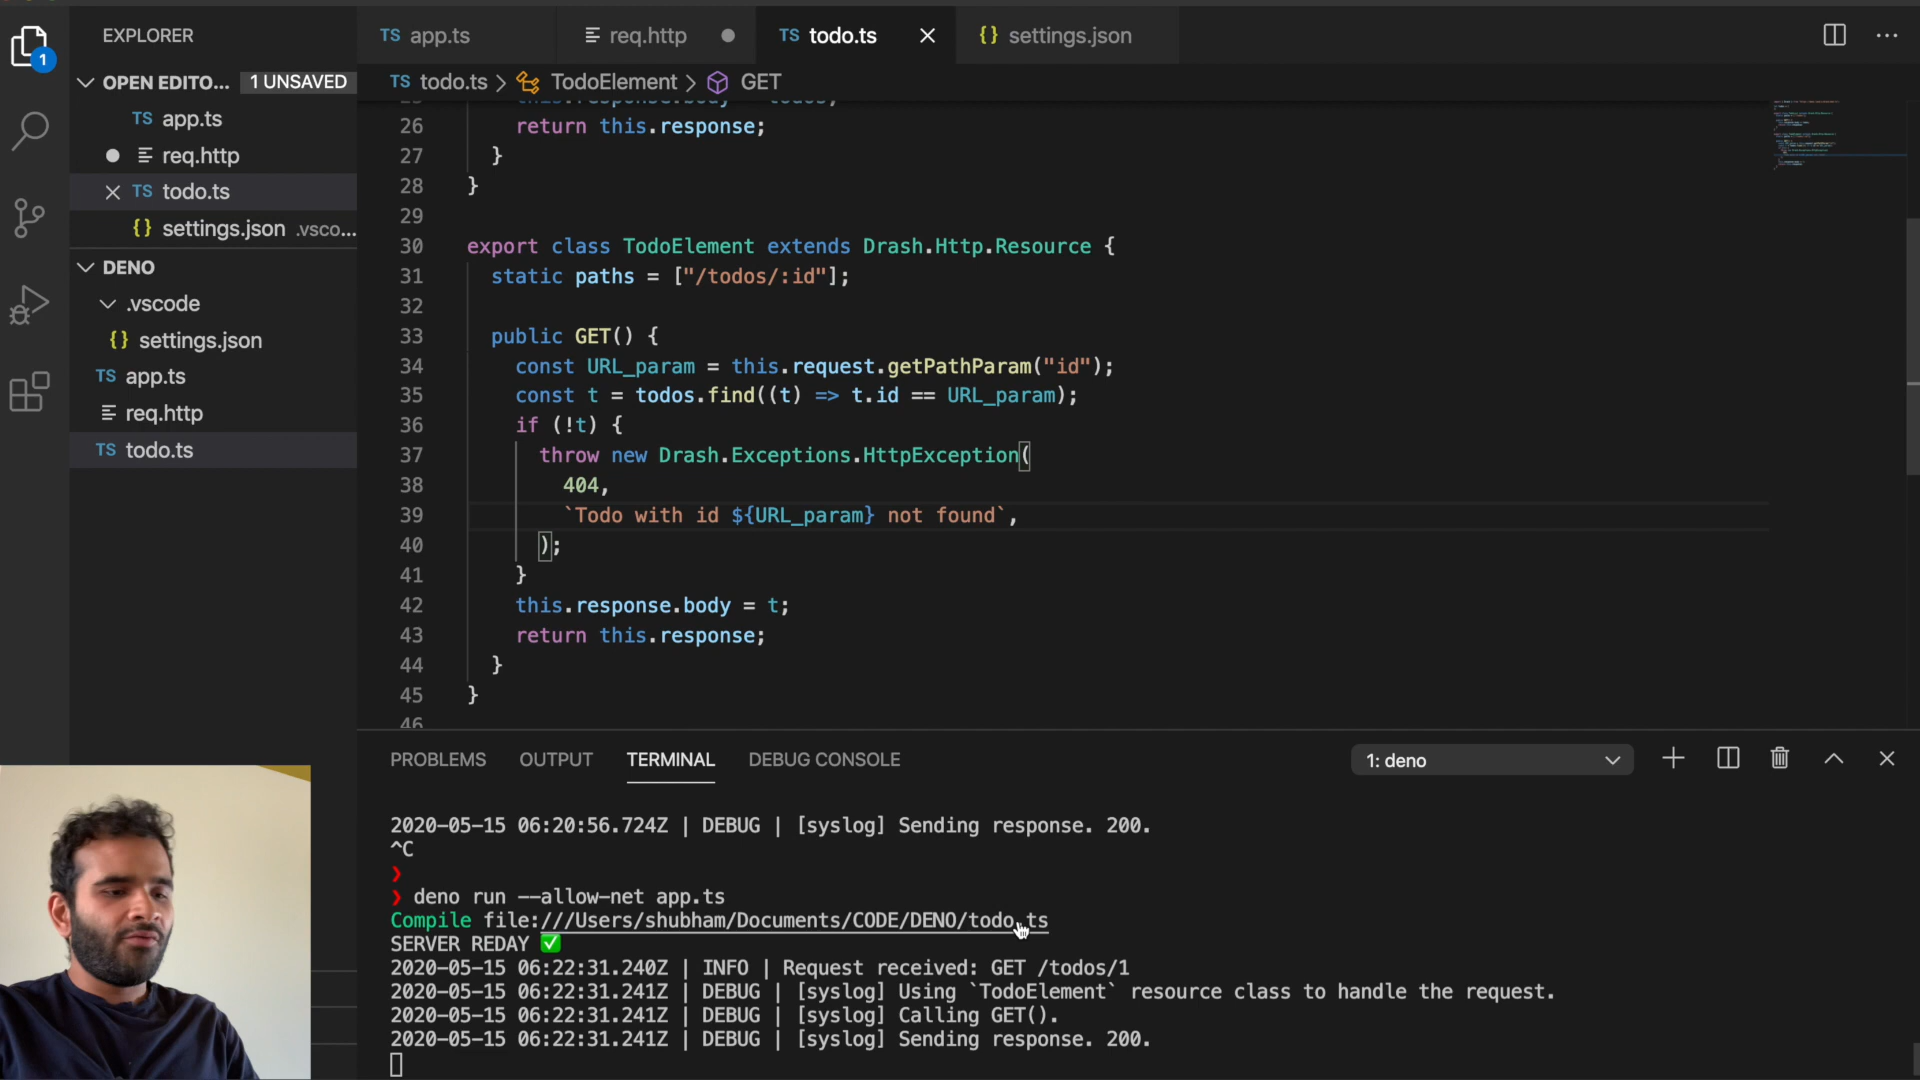 EXPLORER
TS app.ts
req.http
TS todo.ts
{} settings.json
OPEN EDITO... 1 UNSAVED
TS todo.ts > TodoElement > GET
TS app.ts
req.http
TS todo.ts
{} settings.json .vsco...
DENO
.vscode
{} settings.json
TS app.ts
req.http
TS todo.ts
26 return this.response;
27 }
28 }
29
30 export class TodoElement extends Drash.Http.Resource {
31 static paths = ["/todos/:id"];
32
33 public GET() {
34 const URL_param = this.request.getPathParam("id");
35 const t = todos.find((t) => t.id == URL_param);
36 if (!t) {
37 throw new Drash.Exceptions.HttpException(
38 404,
39 `Todo with id ${URL_param} not found`,
40 );
41 }
42 this.response.body = t;
43 return this.response;
44 }
45 }
46
PROBLEMS OUTPUT TERMINAL DEBUG CONSOLE
1: deno
2020-05-15 06:20:56.724Z | DEBUG | [syslog] Sending response. 200.
^C
❯
❯ deno run --allow-net app.ts
Compile file:///Users/shubham/Documents/CODE/DENO/todo.ts
SERVER REDAY ✅
2020-05-15 06:22:31.240Z | INFO | Request received: GET /todos/1
2020-05-15 06:22:31.241Z | DEBUG | [syslog] Using `TodoElement` resource class to handle the request.
2020-05-15 06:22:31.241Z | DEBUG | [syslog] Calling GET().
2020-05-15 06:22:31.241Z | DEBUG | [syslog] Sending response. 200.